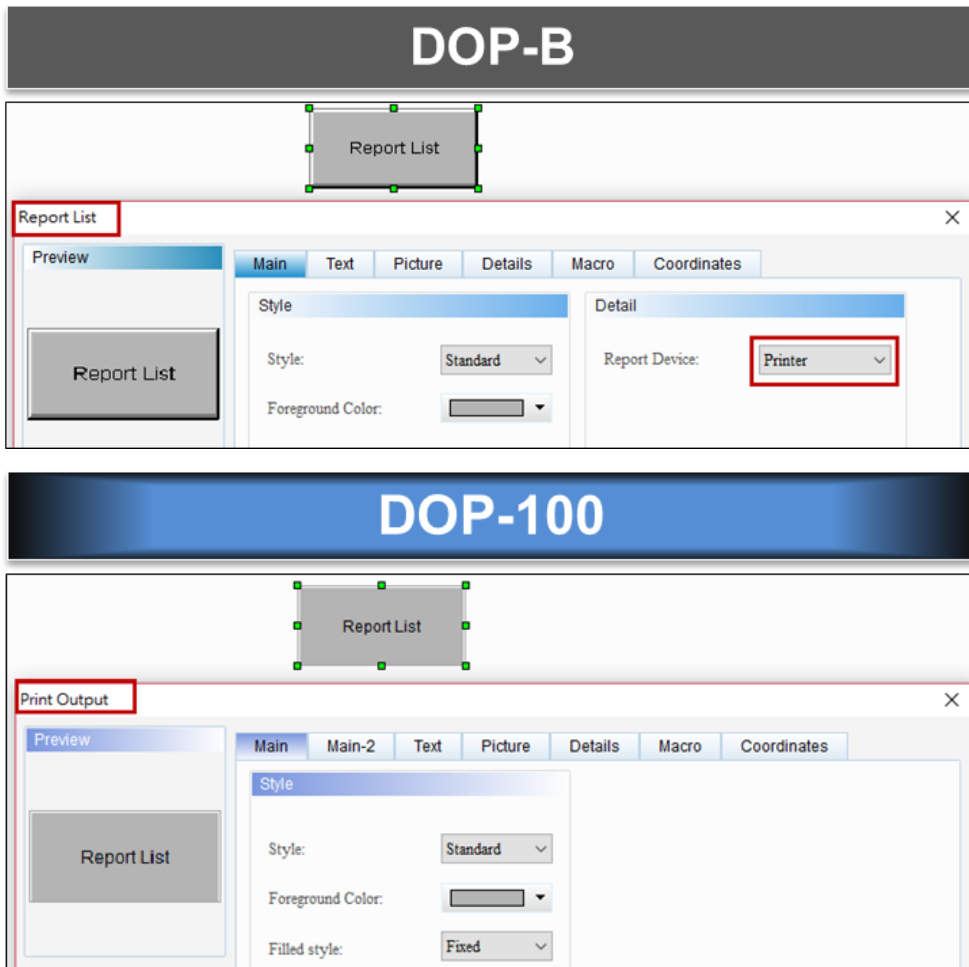 DOP-B
Report List
Report List
Preview
Main Text Picture Details Macro Coordinates
Style
Detail
Report List
Style: Standard
Report Device: Printer
Foreground Color:
DOP-100
Report List
Print Output
Preview
Main Main-2 Text Picture Details Macro Coordinates
Style
Report List
Style: Standard
Foreground Color:
Filled style: Fixed